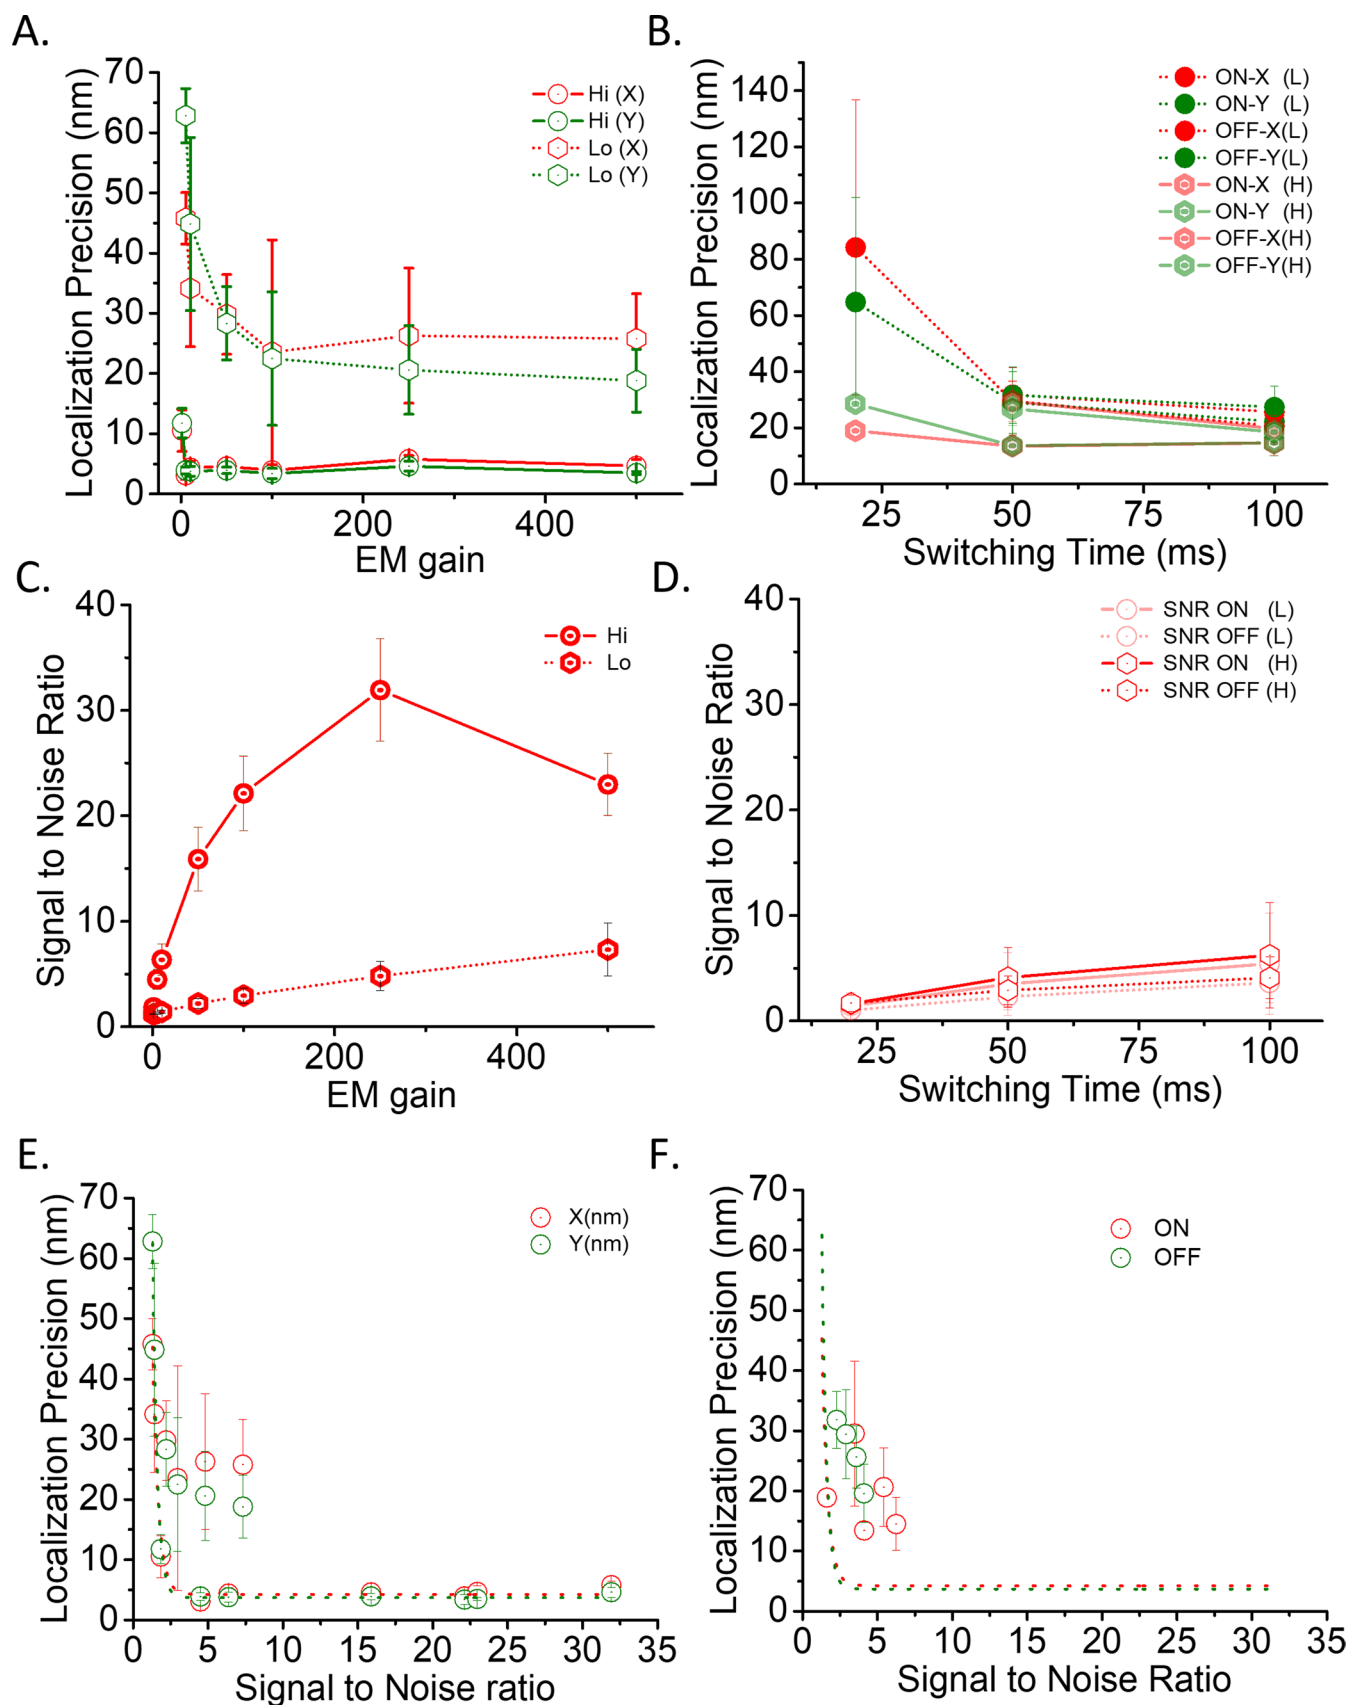 A.
Localization Precision (nm)
70
60
50
40
30
20
10
0
0
200
400
EM gain
Hi (X)
Hi (Y)
Lo (X)
Lo (Y)
B.
Localization Precision (nm)
140
120
100
80
60
40
20
0
25
50
75
100
Switching Time (ms)
ON-X (L)
ON-Y (L)
OFF-X(L)
OFF-Y(L)
ON-X (H)
ON-Y (H)
OFF-X(H)
OFF-Y(H)
C.
Signal to Noise Ratio
40
30
20
10
0
0
200
400
EM gain
Hi
Lo
D.
Signal to Noise Ratio
40
30
20
10
0
25
50
75
100
Switching Time (ms)
SNR ON (L)
SNR OFF (L)
SNR ON (H)
SNR OFF (H)
E.
Localization Precision (nm)
70
60
50
40
30
20
10
0
0
5
10
15
20
25
30
35
Signal to Noise ratio
X(nm)
Y(nm)
F.
Localization Precision (nm)
70
60
50
40
30
20
10
0
0
5
10
15
20
25
30
35
Signal to Noise Ratio
ON
OFF